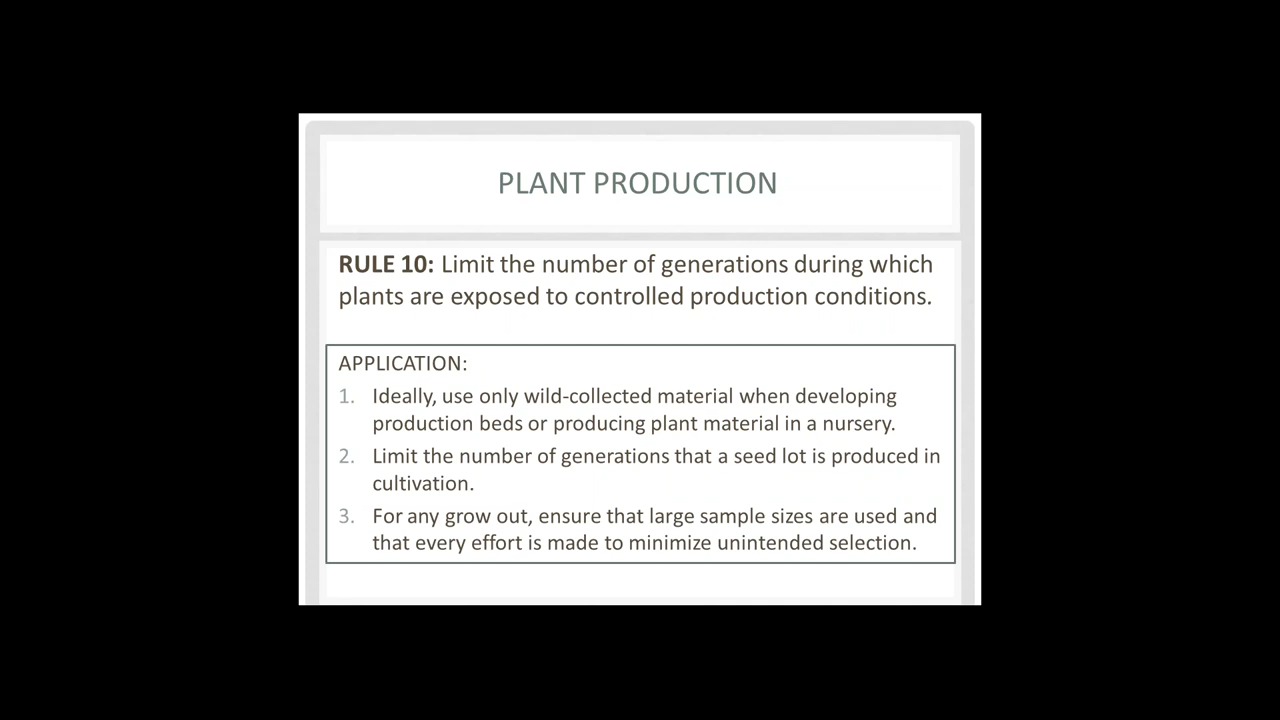 PLANT PRODUCTION
RULE 10: Limit the number of generations during which
plants are exposed to controlled production conditions.
APPLICATION:
1. Ideally, use only wild-collected material when developing
production beds or producing plant material in a nursery.
2. Limit the number of generations that a seed lot is produced in
cultivation.
3. For any grow out, ensure that large sample sizes are used and
that every effort is made to minimize unintended selection.